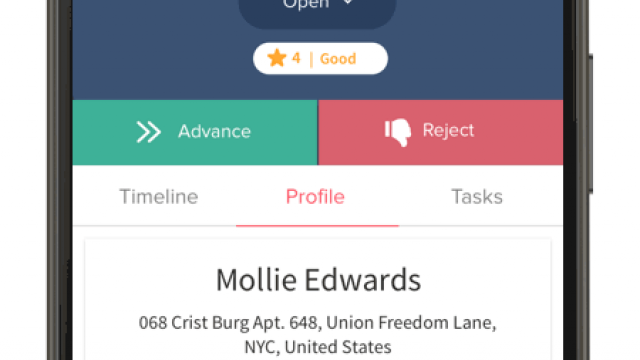 Open
4 | Good
Advance
Reject
Timeline
Profile
Tasks
Mollie Edwards
068 Crist Burg Apt. 648, Union Freedom Lane,
NYC, United States